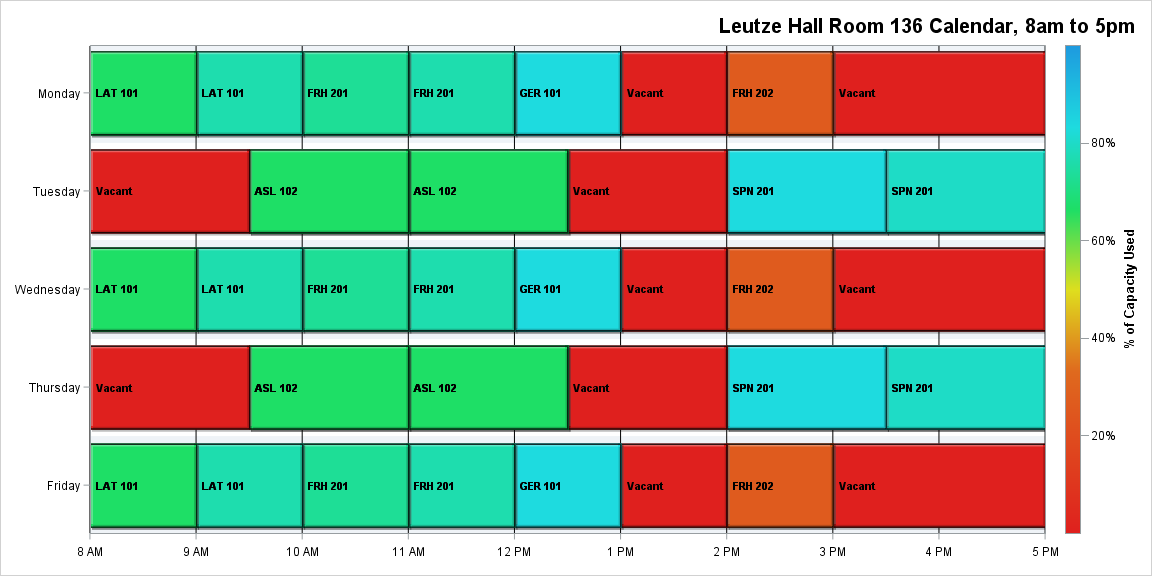 Leutze Hall Room 136 Calendar, 8am to 5pm
Monday
LAT 101
LAT 101
FRH 201
FRH 201
GER 101
Vacant
FRH 202
Vacant
Tuesday
Vacant
ASL 102
ASL 102
Vacant
SPN 201
SPN 201
Wednesday
LAT 101
LAT 101
FRH 201
FRH 201
GER 101
Vacant
FRH 202
Vacant
Thursday
Vacant
ASL 102
ASL 102
Vacant
SPN 201
SPN 201
Friday
LAT 101
LAT 101
FRH 201
FRH 201
GER 101
Vacant
FRH 202
Vacant
8 AM
9 AM
10 AM
11 AM
12 PM
1 PM
2 PM
3 PM
4 PM
5 PM
80%
60%
40%
20%
% of Capacity Used